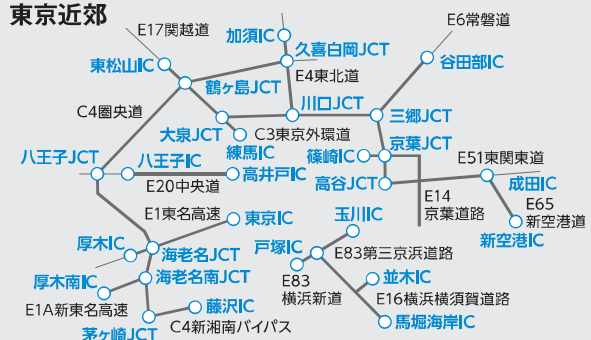 東京近郊
E17関越道
加須IC
E6常磐道
東松山IC
久喜白岡JCT
谷田部IC
鶴ヶ島JCT
E4東北道
C4圏央道
川口JCT
三郷JCT
大泉JCT
C3東京外環道
練馬IC
篠崎IC
京葉JCT
八王子JCT
八王子IC
高井戸IC
E51東関東道
E20中央道
高谷JCT
成田IC
E14
京葉道路
E65
新空港道
E1東名高速
東京IC
玉川IC
新空港IC
厚木IC
海老名JCT
戸塚IC
E83第三京浜道路
厚木南IC
海老名南JCT
E83
横浜新道
並木IC
E1A新東名高速
藤沢IC
E16横浜横須賀道路
茅ヶ崎JCT
C4新湘南バイパス
馬堀海岸IC